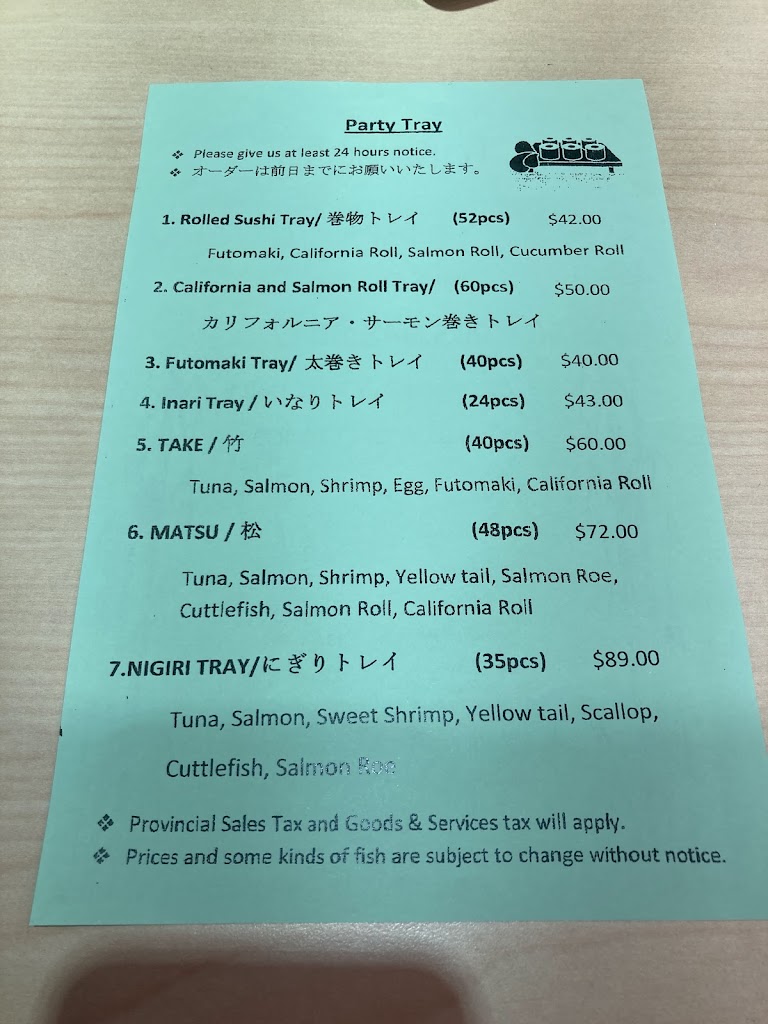 Party Tray
❖ Please give us at least 24 hours notice.
❖ オーダーは前日までにお願いいたします。
1. Rolled Sushi Tray/ 巻物トレイ (52pcs) $42.00
Futomaki, California Roll, Salmon Roll, Cucumber Roll
2. California and Salmon Roll Tray/ (60pcs) $50.00
カリフォルニア・サーモン巻きトレイ
3. Futomaki Tray/ 太巻きトレイ (40pcs) $40.00
4. Inari Tray / いなりトレイ (24pcs) $43.00
5. TAKE / 竹 (40pcs) $60.00
Tuna, Salmon, Shrimp, Egg, Futomaki, California Roll
6. MATSU / 松 (48pcs) $72.00
Tuna, Salmon, Shrimp, Yellow tail, Salmon Roe,
Cuttlefish, Salmon Roll, California Roll
7.NIGIRI TRAY/にぎりトレイ (35pcs) $89.00
Tuna, Salmon, Sweet Shrimp, Yellow tail, Scallop,
Cuttlefish, Salmon Roe
❖ Provincial Sales Tax and Goods & Services tax will apply.
❖ Prices and some kinds of fish are subject to change without notice.